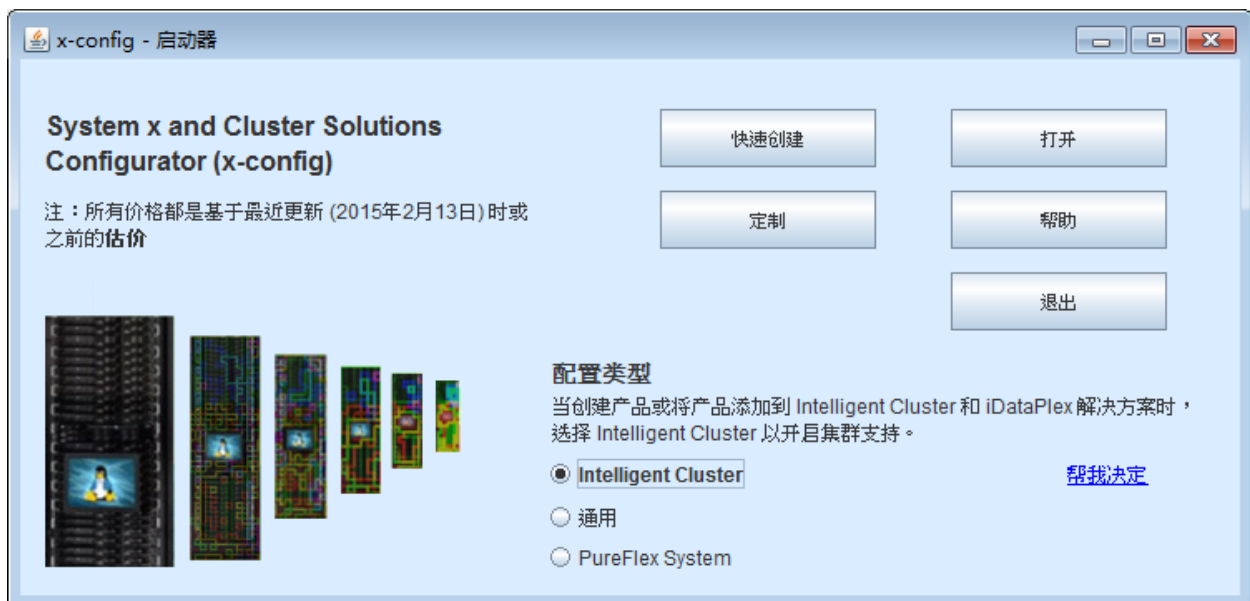 x-config - 启动器
System x and Cluster Solutions
Configurator (x-config)
注：所有价格都是基于最近更新 (2015年2月13日) 时或
之前的估价
快速创建
打开
定制
帮助
退出
配置类型
当创建产品或将产品添加到 Intelligent Cluster 和 iDataPlex 解决方案时，
选择 Intelligent Cluster 以开启集群支持。
Intelligent Cluster
帮我决定
通用
PureFlex System